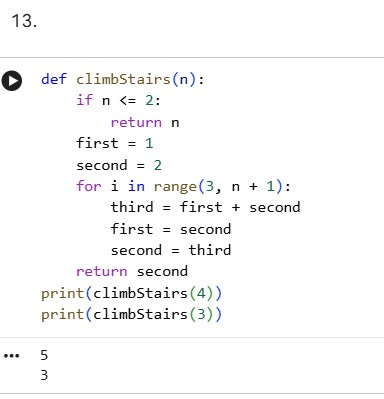 13.
def climbStairs(n):
    if n <= 2:
        return n
    first = 1
    second = 2
    for i in range(3, n + 1):
        third = first + second
        first = second
        second = third
    return second
print(climbStairs(4))
print(climbStairs(3))
5
3